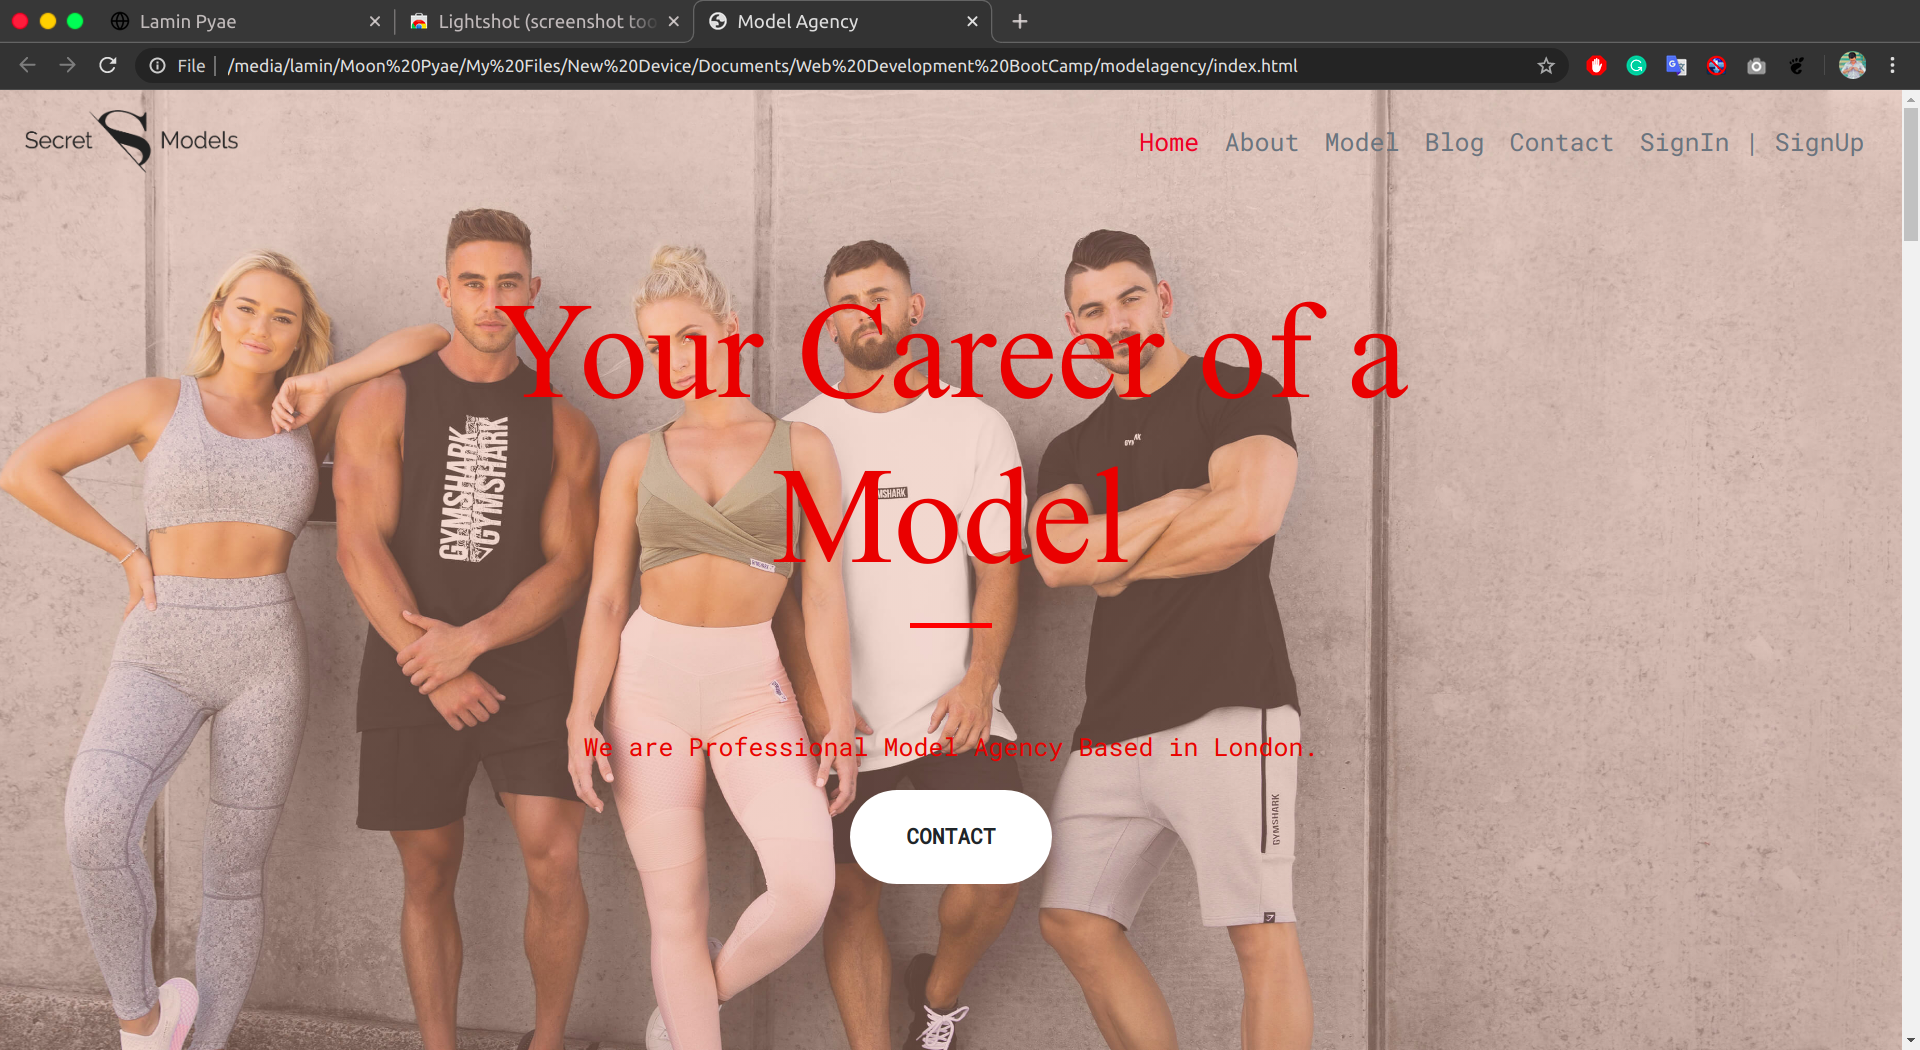 Lamin Pyae
Lightshot (screenshot too
Model Agency
File
/media/lamin/Moon%20Pyae/My%20Files/New%20Device/Documents/Web%20Development%20BootCamp/modelagency/index.html
Secret S Models
Home About Model Blog Contact SignIn | SignUp
Your Career of a
Model
GYMSHARK
GYMSHARK
We are Professional Model Agency Based in London.
GYMSHARK
CONTACT